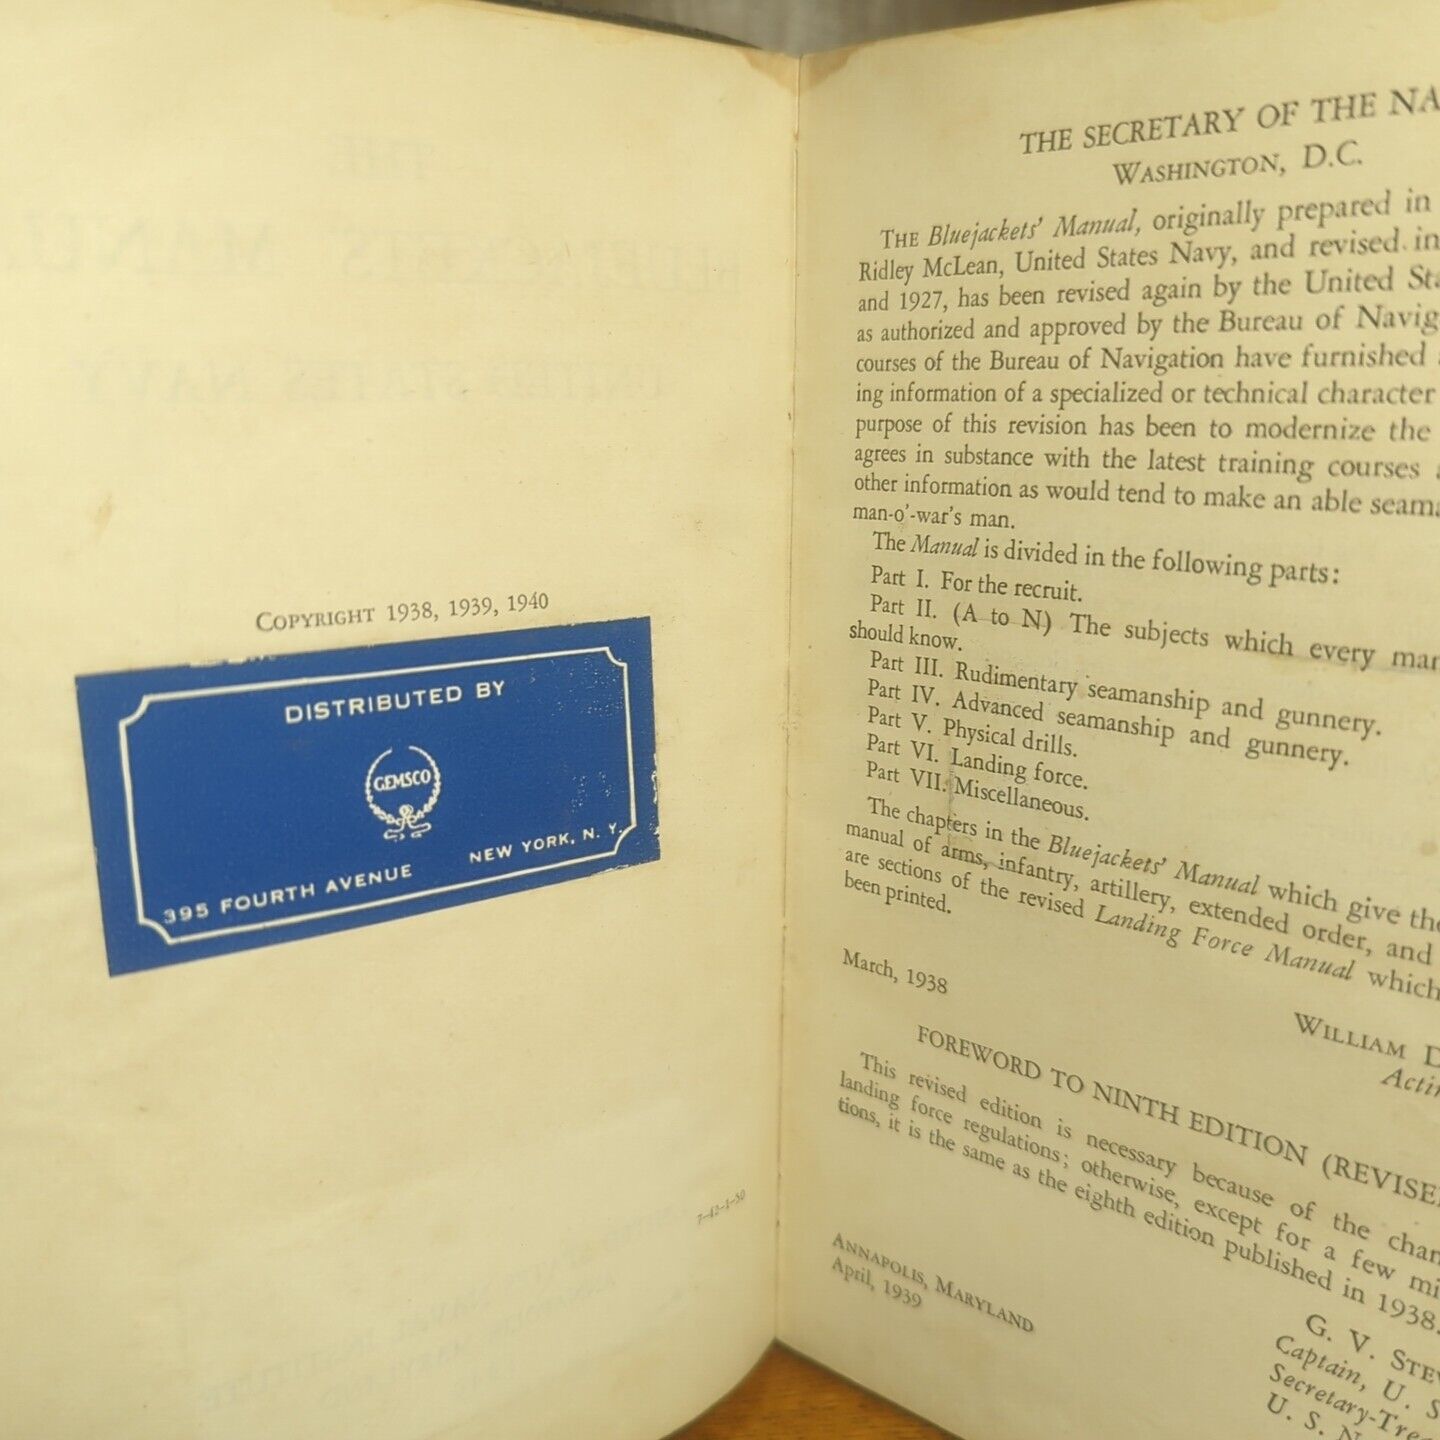 COPYRIGHT 1938, 1939, 1940
DISTRIBUTED BY
GEMSCO
395 FOURTH AVENUE
NEW YORK, N. Y.
7-42-1-50
THE SECRETARY OF THE NA
WASHINGTON, D.C.
THE Bluejackets' Manual, originally prepared in
Ridley McLean, United States Navy, and revised in
and 1927, has been revised again by the United Sta
as authorized and approved by the Bureau of Navig
courses of the Bureau of Navigation have furnished
ing information of a specialized or technical character
purpose of this revision has been to modernize the
agrees in substance with the latest training courses
other information as would tend to make an able seama
man-o'-war's man.
The Manual is divided in the following parts:
Part I. For the recruit.
Part II. (A to N) The subjects which every man
should know.
Part III. Rudimentary seamanship and gunnery.
Part IV. Advanced seamanship and gunnery.
Part V. Physical drills.
Part VI. Landing force.
Part VII. Miscellaneous.
The chapters in the Bluejackets' Manual which give the
manual of arms, infantry, artillery, extended order, and
are sections of the revised Landing Force Manual which
been printed.
March, 1938
WILLIAM D
Actin
FOREWORD TO NINTH EDITION (REVISE
This revised edition is necessary because of the chan
landing force regulations; otherwise, except for a few mi
tions, it is the same as the eighth edition published in 1938.
ANNAPOLIS, MARYLAND
April, 1939
G. V. STEW
Captain, U. S
Secretary-Trea
U. S. N